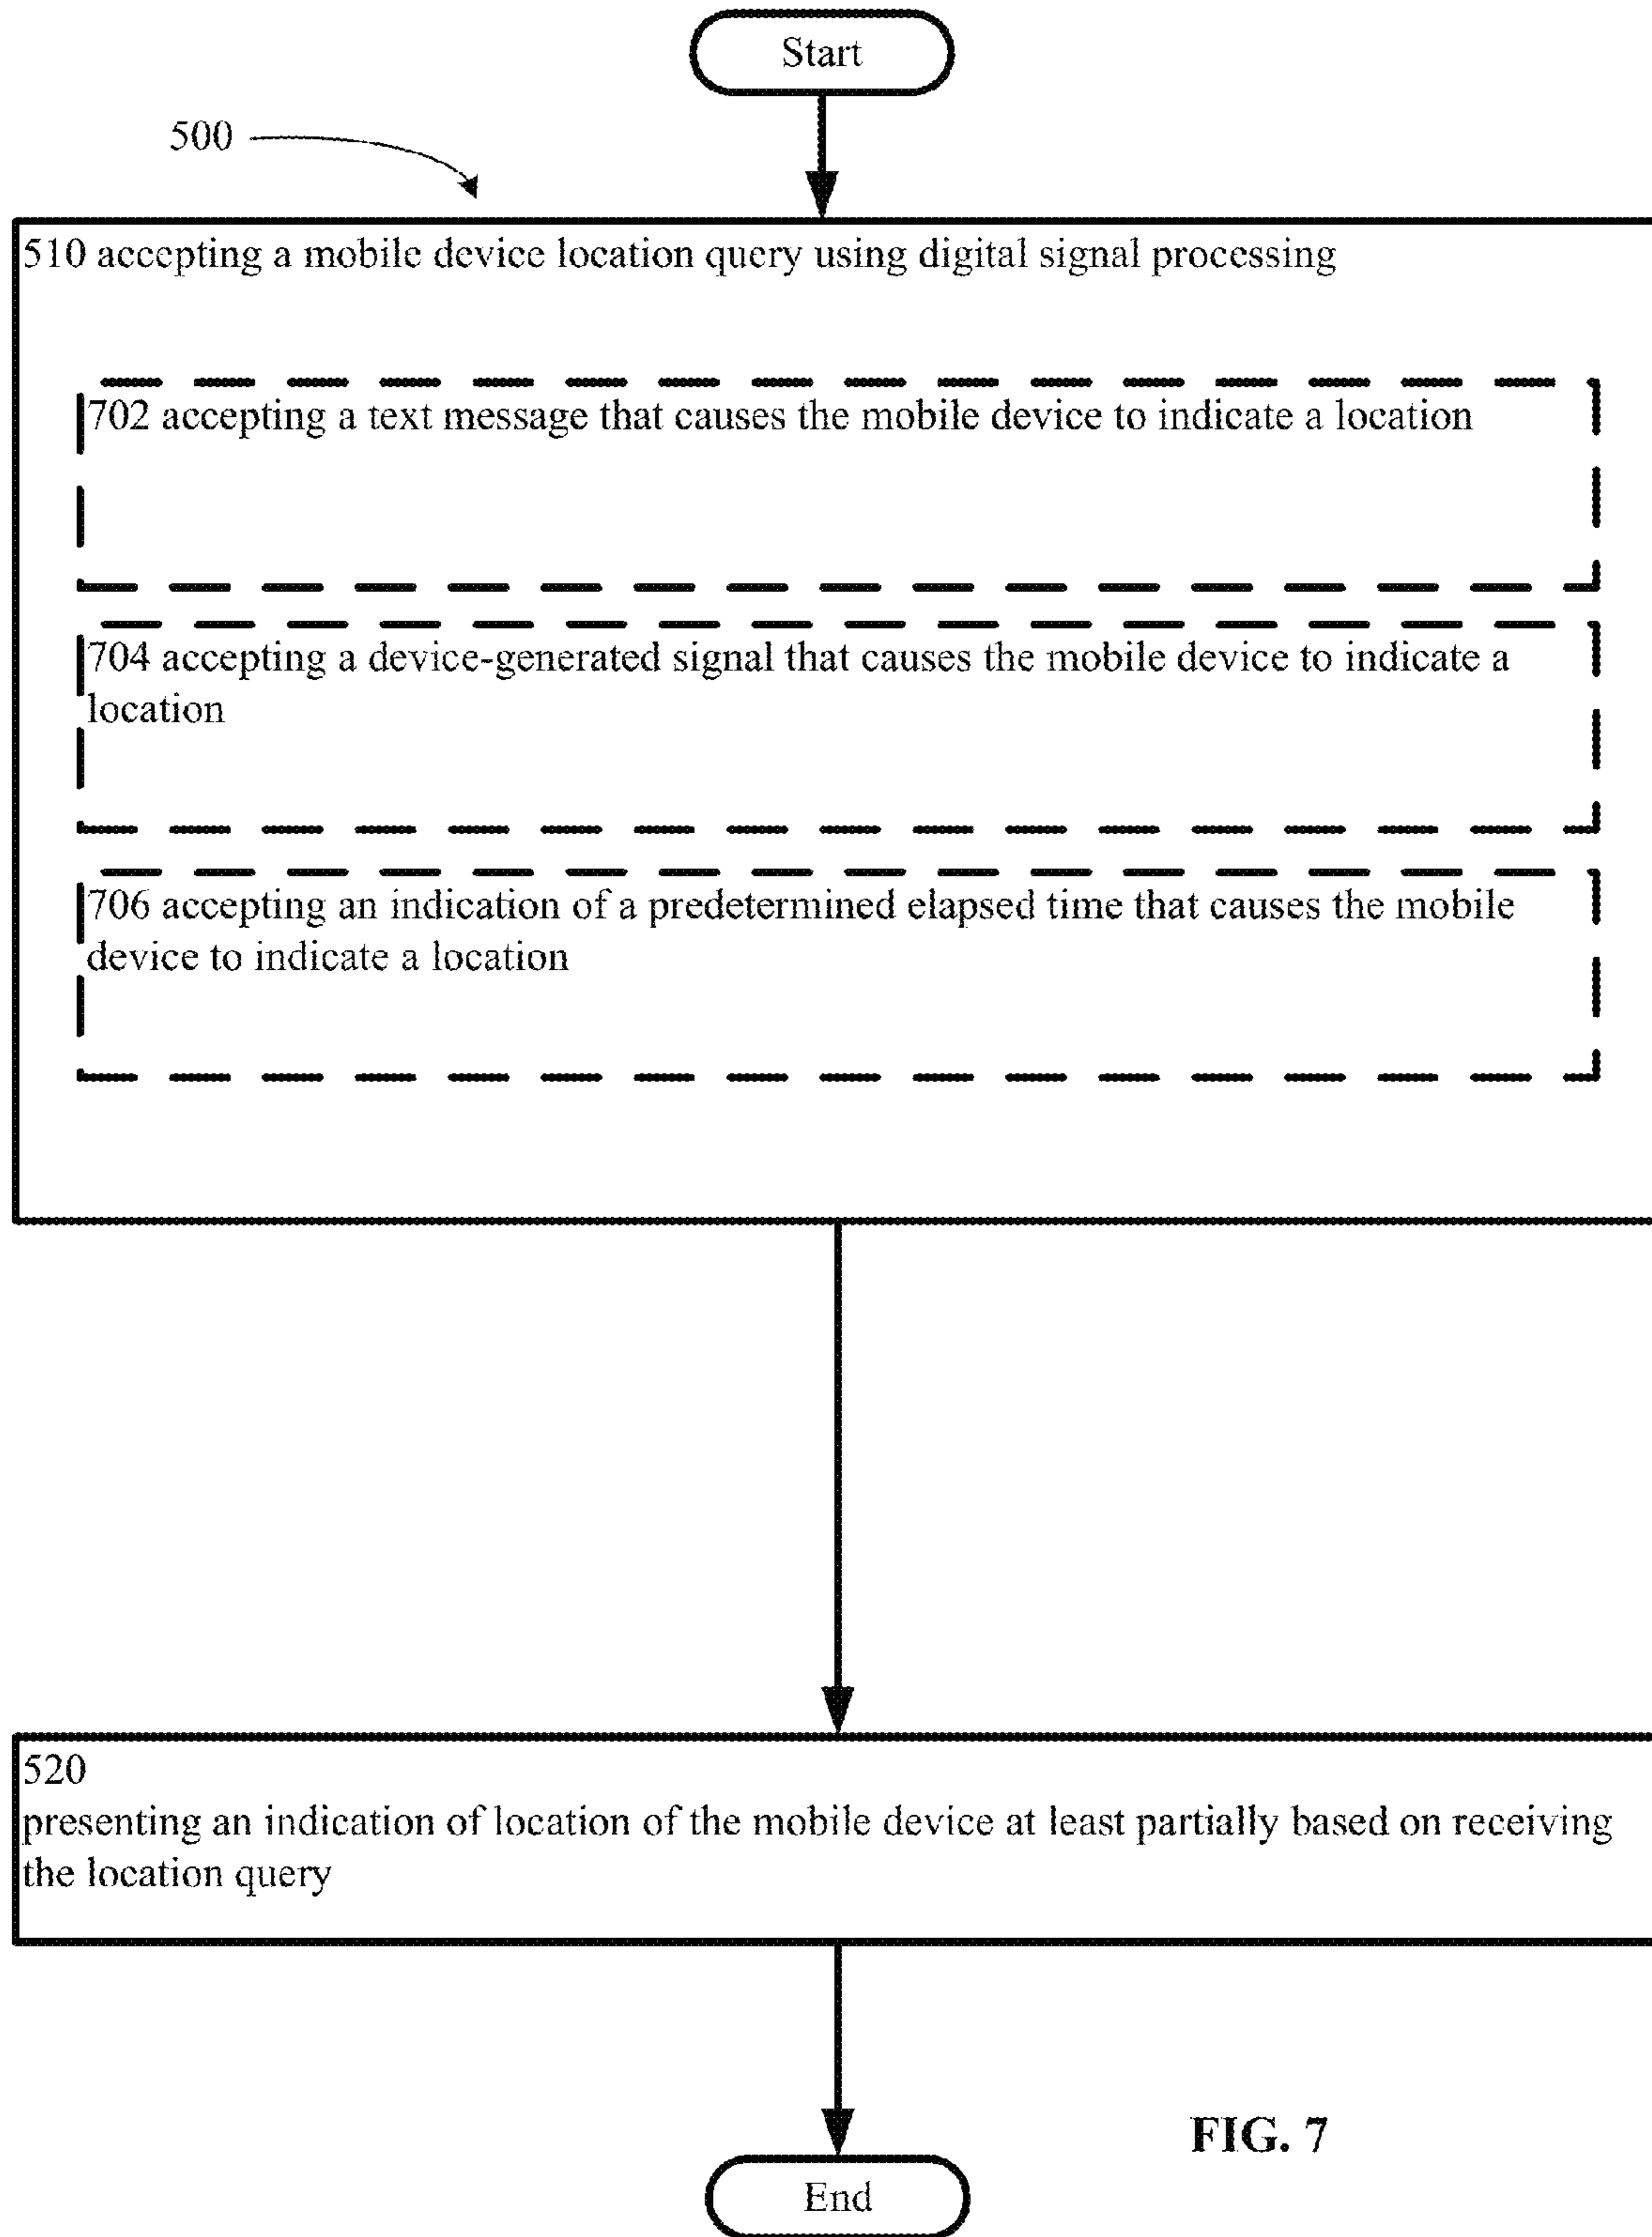 Start
500
510 accepting a mobile device location query using digital signal processing
702 accepting a text message that causes the mobile device to indicate a location
704 accepting a device-generated signal that causes the mobile device to indicate a
location
706 accepting an indication of a predetermined elapsed time that causes the mobile
device to indicate a location
520
presenting an indication of location of the mobile device at least partially based on receiving
the location query
FIG. 7
End